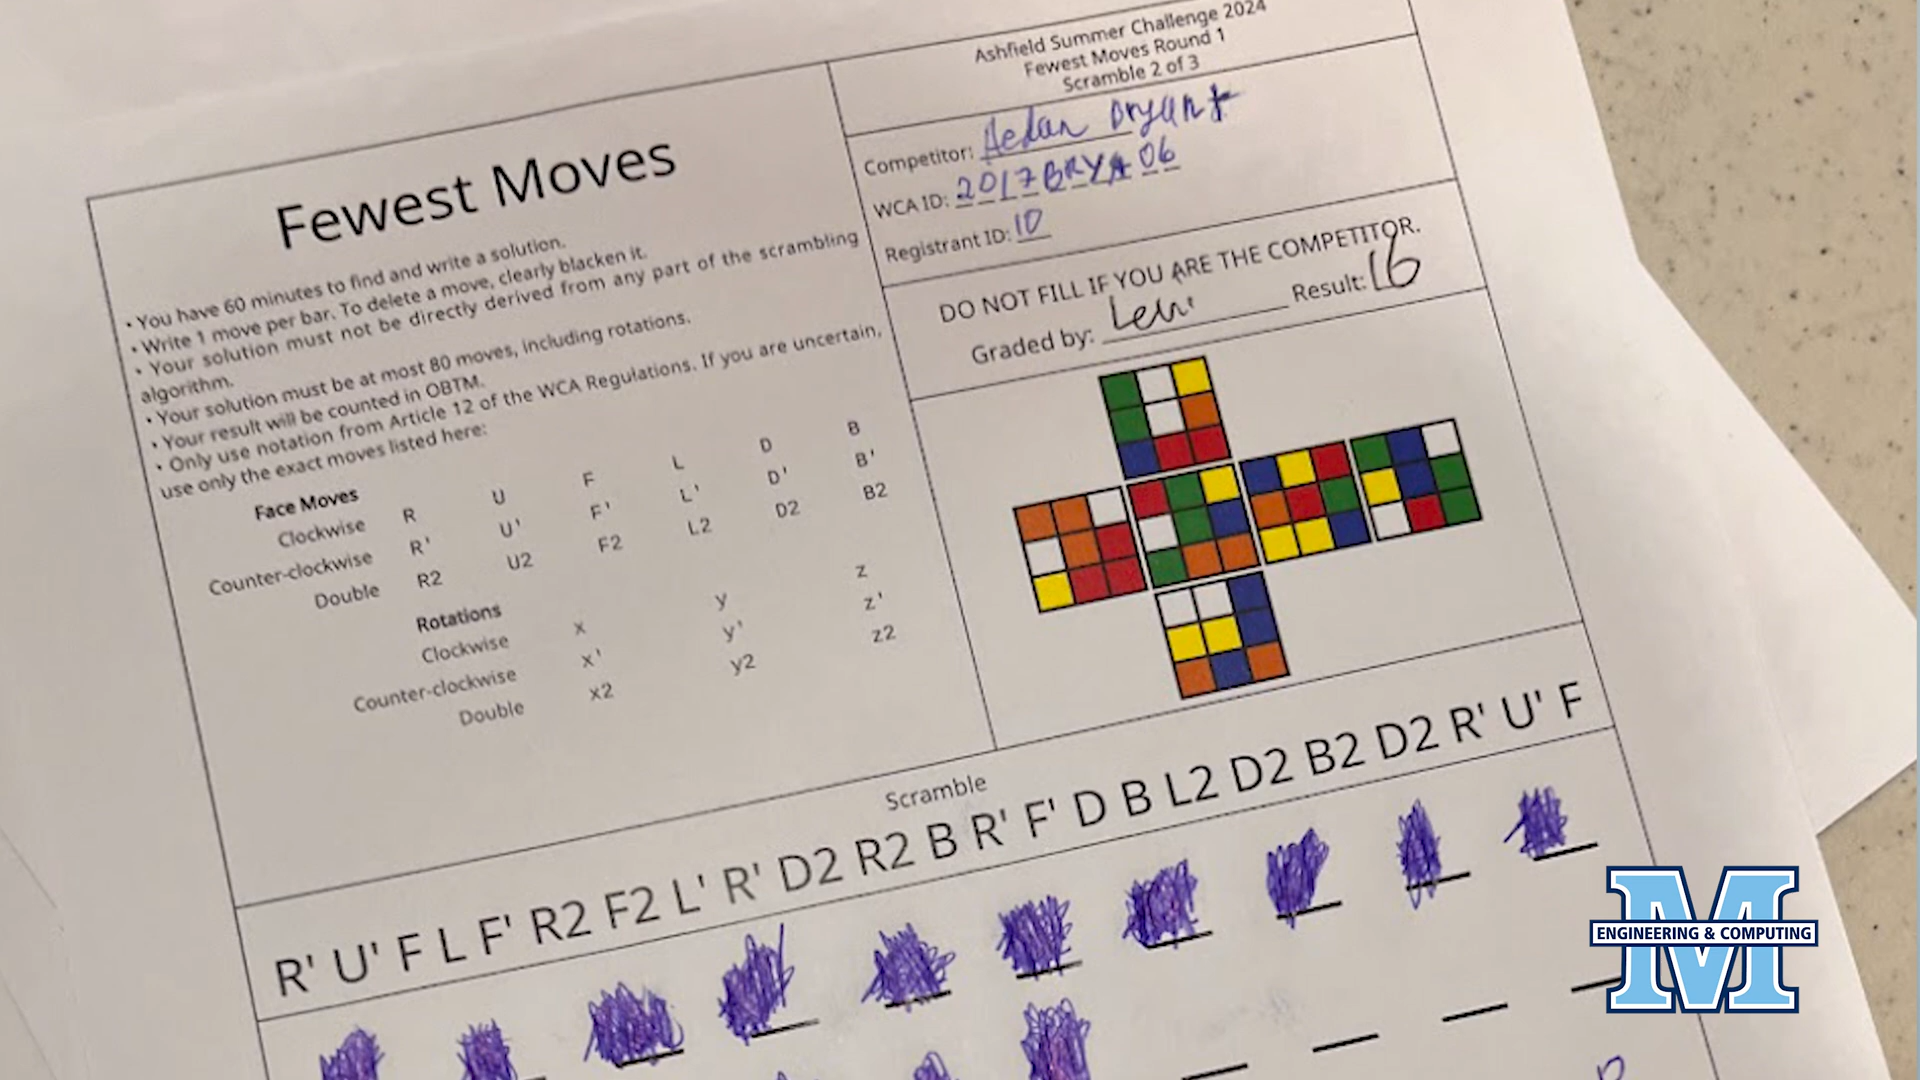 Fewest Moves
• You have 60 minutes to find and write a solution.
• Write 1 move per bar. To delete a move, clearly blacken it.
• Your solution must not be directly derived from any part of the scrambling
algorithm.
• Your solution must be at most 80 moves, including rotations.
• Your result will be counted in OBTM.
• Only use notation from Article 12 of the WCA Regulations. If you are uncertain,
use only the exact moves listed here:
Face Moves
Clockwise R U F L D B
Counter-clockwise R' U' F' L' D' B'
Double R2 U2 F2 L2 D2 B2
Rotations
Clockwise x y z
Counter-clockwise x' y' z'
Double x2 y2 z2
Ashfield Summer Challenge 2024
Fewest Moves Round 1
Scramble 2 of 3
Competitor: Aedan Bryant
WCA ID: 2017BRYA06
Registrant ID: 10
DO NOT FILL IF YOU ARE THE COMPETITOR.
Graded by: Levi Result: 16
Scramble
R' U' F L F' R2 F2 L' R' D2 R2 B R' F' D B L2 D2 B2 D2 R' U' F
M
ENGINEERING & COMPUTING